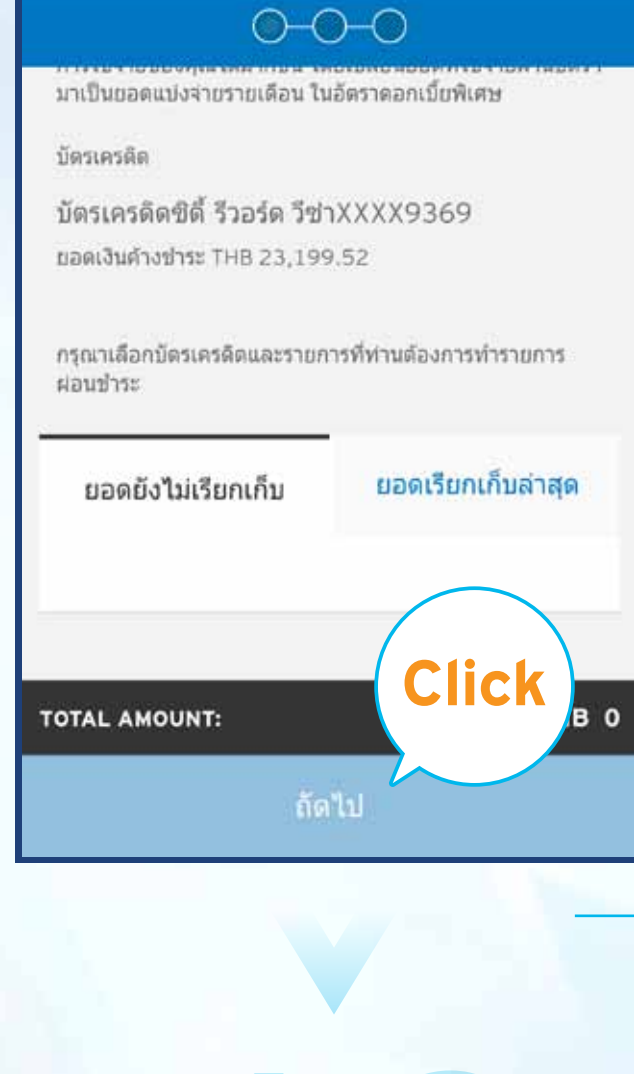 มาเป็นยอดแบ่งจ่ายรายเดือน ในอัตราดอกเบี้ยพิเศษ
บัตรเครดิต
บัตรเครดิตซิตี้ รีวอร์ด วีซ่าXXXX9369
ยอดเงินค้างชำระ THB 23,199.52
กรุณาเลือกบัตรเครดิตและรายการที่ท่านต้องการทำรายการ
ผ่อนชำระ
ยอดยังไม่เรียกเก็บ
ยอดเรียกเก็บล่าสุด
Click
TOTAL AMOUNT: B 0
ถัดไป